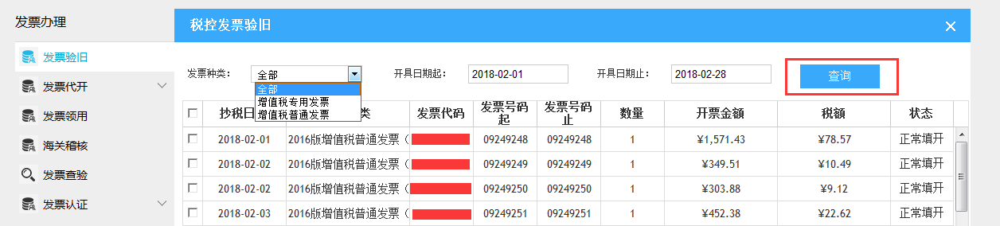 发票办理
发票验旧
发票代开
发票领用
海关稽核
发票查验
发票认证
税控发票验旧
发票种类： 全部 开具日期起： 2018-02-01 开具日期止： 2018-02-28 查询
全部
增值税专用发票
增值税普通发票
抄税日 类 发票代码 发票号码起 发票号码止 数量 开票金额 税额 状态
2018-02-01 2016版增值税普通发票（ 09249248 09249248 1 ¥1,571.43 ¥78.57 正常填开
2018-02-02 2016版增值税普通发票（ 09249249 09249249 1 ¥349.51 ¥10.49 正常填开
2018-02-02 2016版增值税普通发票（ 09249250 09249250 1 ¥303.88 ¥9.12 正常填开
2018-02-03 2016版增值税普通发票（ 09249251 09249251 1 ¥452.38 ¥22.62 正常填开